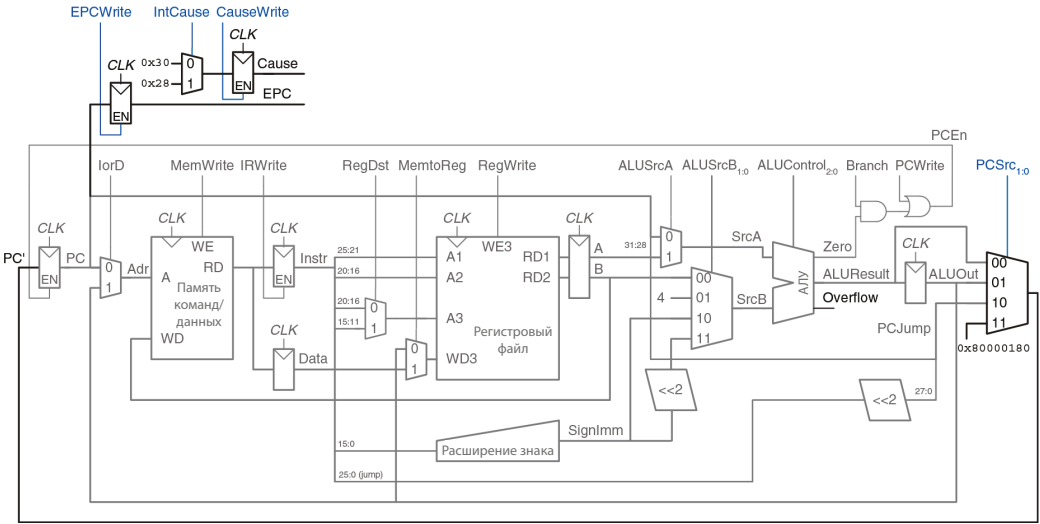 EPCWrite IntCause CauseWrite
CLK
CLK 0x30 0 Cause
0x28 1 EN
EPC
EN
PCEn
IorD MemWrite IRWrite RegDst MemtoReg RegWrite ALUSrcA ALUSrcB1:0 ALUControl2:0 Branch PCWrite PCSrc1:0
CLK CLK CLK CLK CLK
PC' PC EN 0 1 Adr
WE A RD Память команд/данных WD
EN Instr
CLK Data
25:21
20:16
20:16 0
15:11 1
0 1
WE3 A1 RD1 A2 RD2 A3 Регистровый файл WD3
A
B
31:28 0 1
4
00 01 10 11
SrcA
SrcB
АЛУ
Zero
ALUResult
Overflow
CLK
ALUOut
00
01
10
11
PCJump
0x80000180
<<2
<<2 27:0
SignImm
15:0 Расширение знака
25:0 (jump)